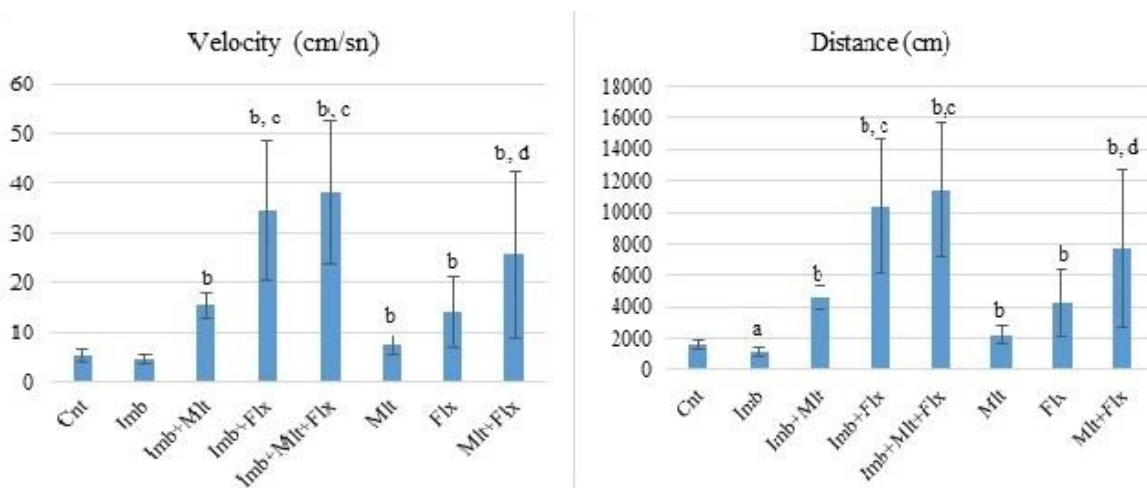 Velocity (cm/sn)
60
50
40
30
20
10
0
b
b, c
b, c
b
b
b, d
Cnt
Imb
Imb+Mlt
Imb+Flx
Imb+Mlt+Flx
Mlt
Flx
Mlt+Flx
Distance (cm)
18000
16000
14000
12000
10000
8000
6000
4000
2000
0
a
b
b, c
b,c
b
b
b, d
Cnt
Imb
Imb+Mlt
Imb+Flx
Imb+Mlt+Flx
Mlt
Flx
Mlt+Flx